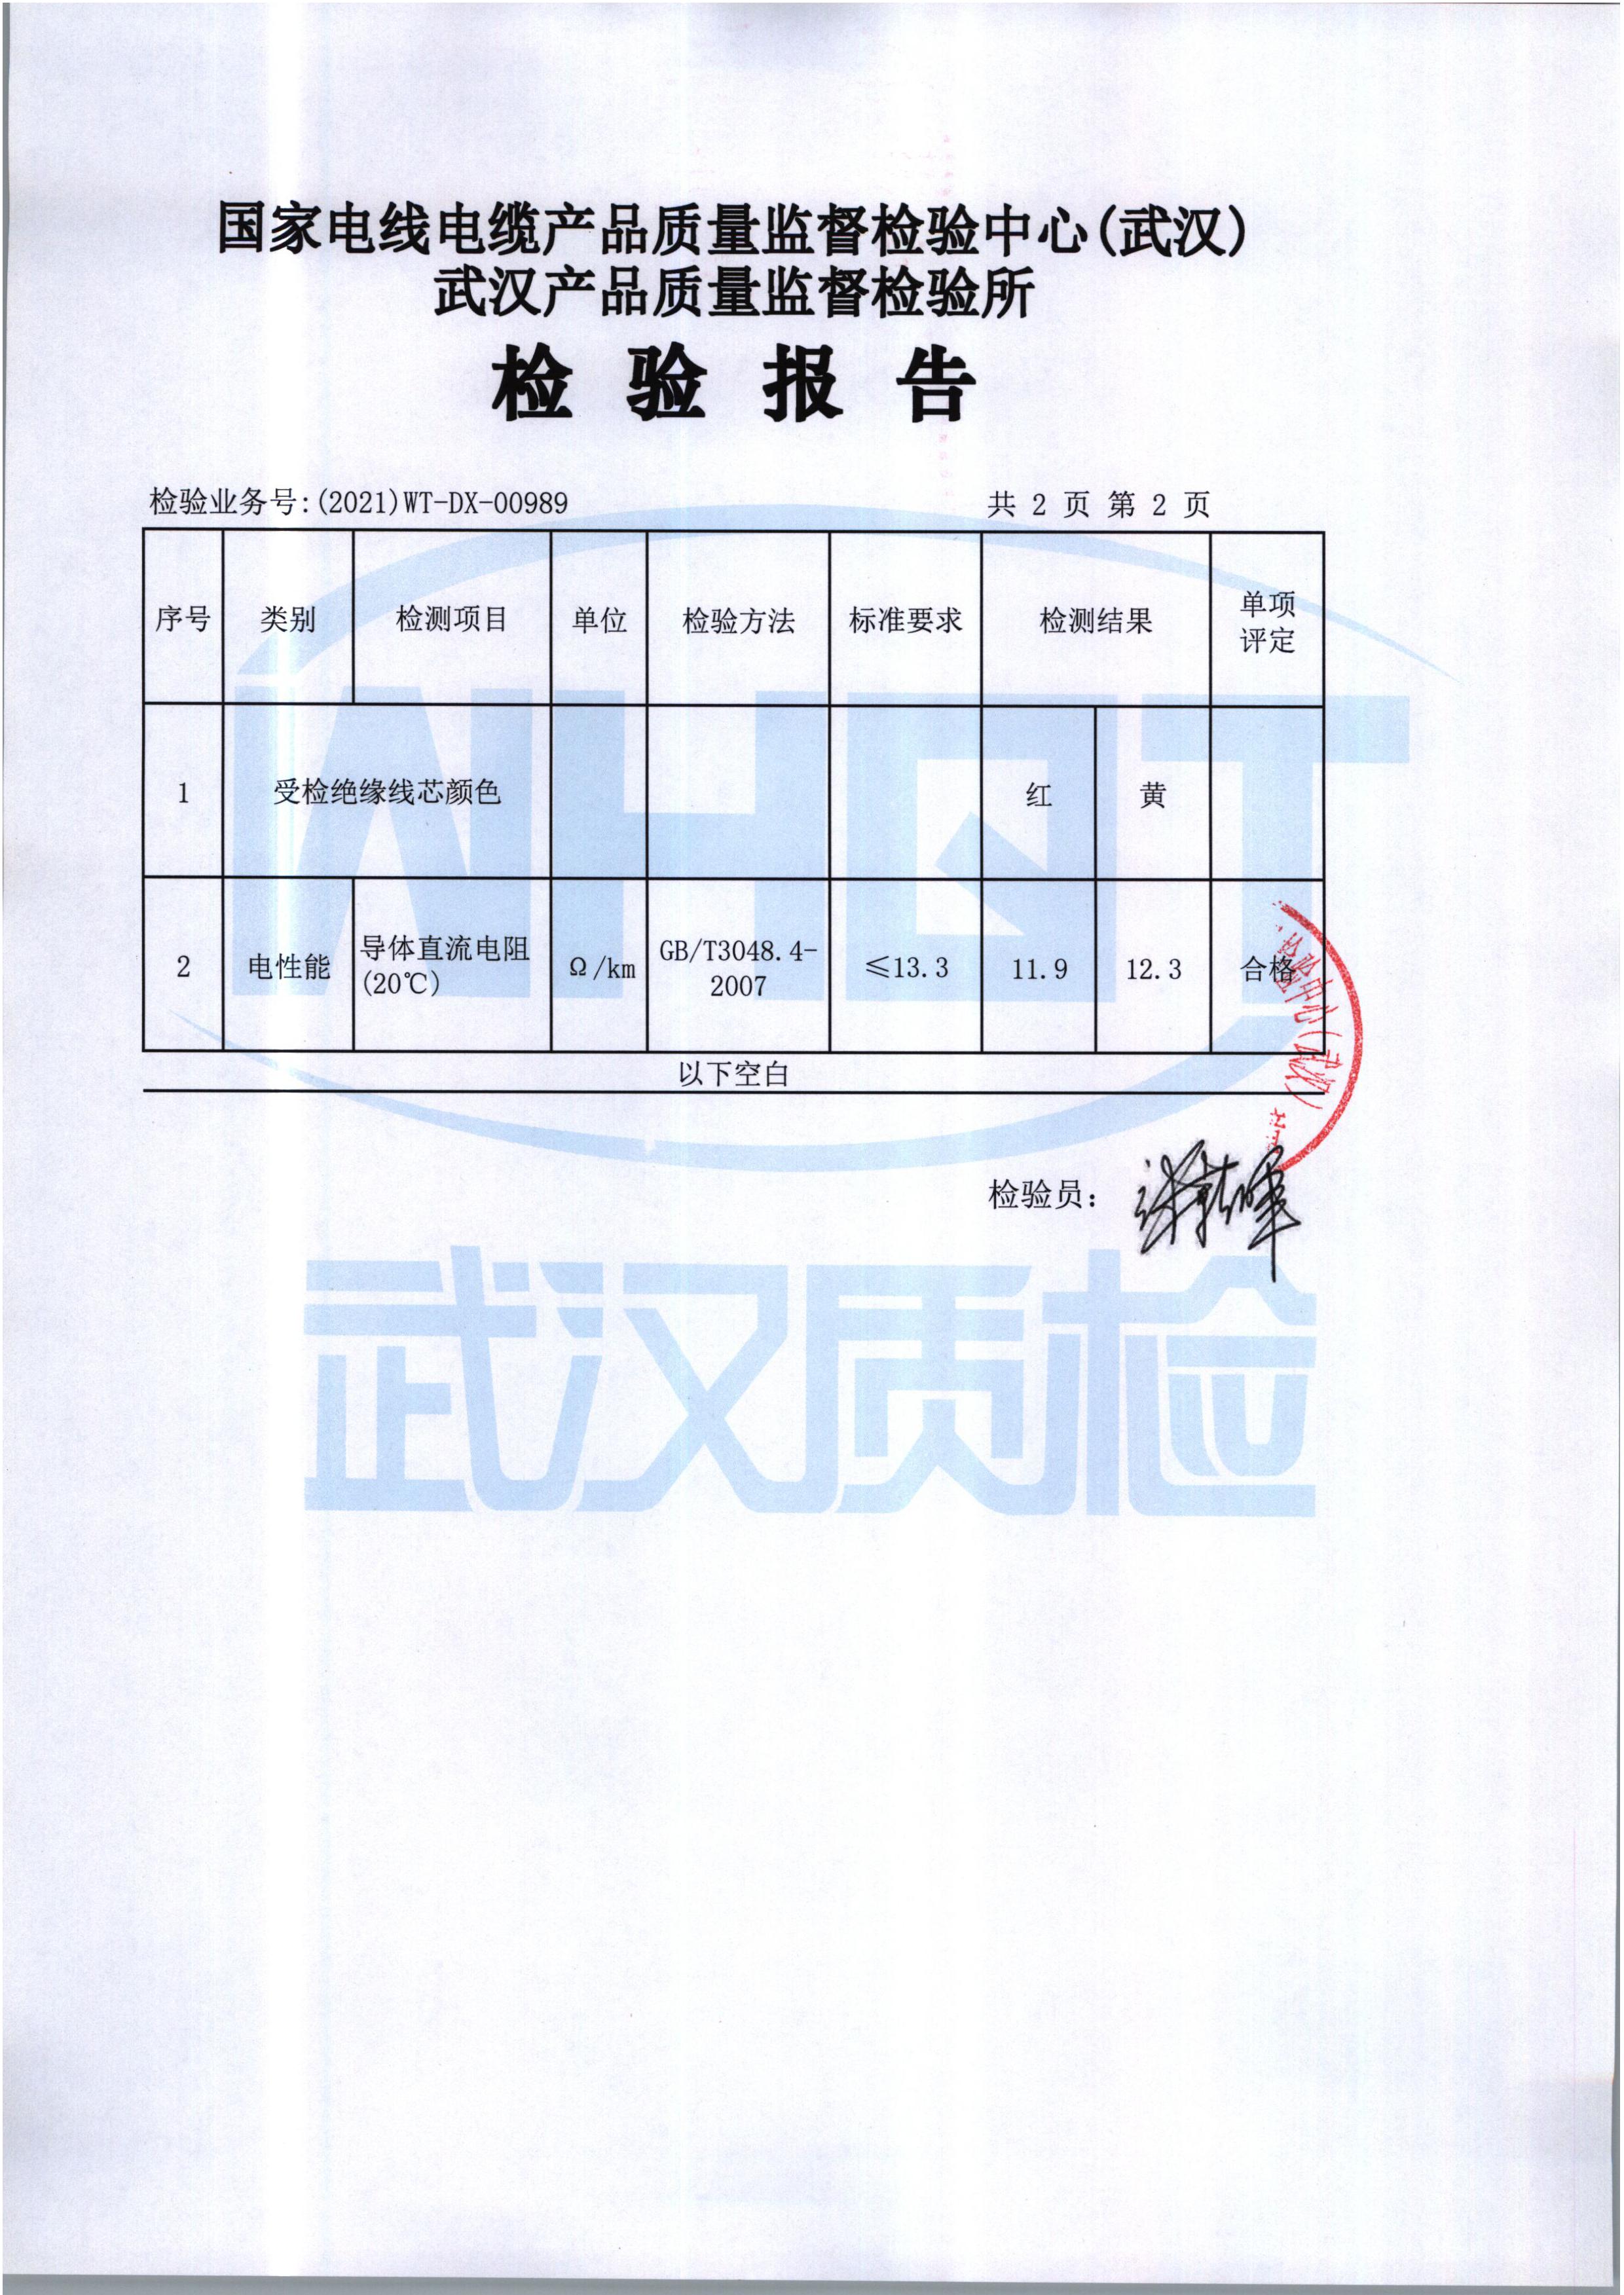 国家电线电缆产品质量监督检验中心(武汉)
武汉产品质量监督检验所
检验报告
检验业务号:(2021)WT-DX-00989 共 2 页 第 2 页
序号 类别 检测项目 单位 检验方法 标准要求 检测结果 单项
评定
1 受检绝缘线芯颜色 红 黄
2 电性能 导体直流电阻
(20℃) Ω/km GB/T3048.4-
2007 ≤13.3 11.9 12.3 合格
以下空白
检验中心(武汉)
检验员:
WHQT
武汉质检